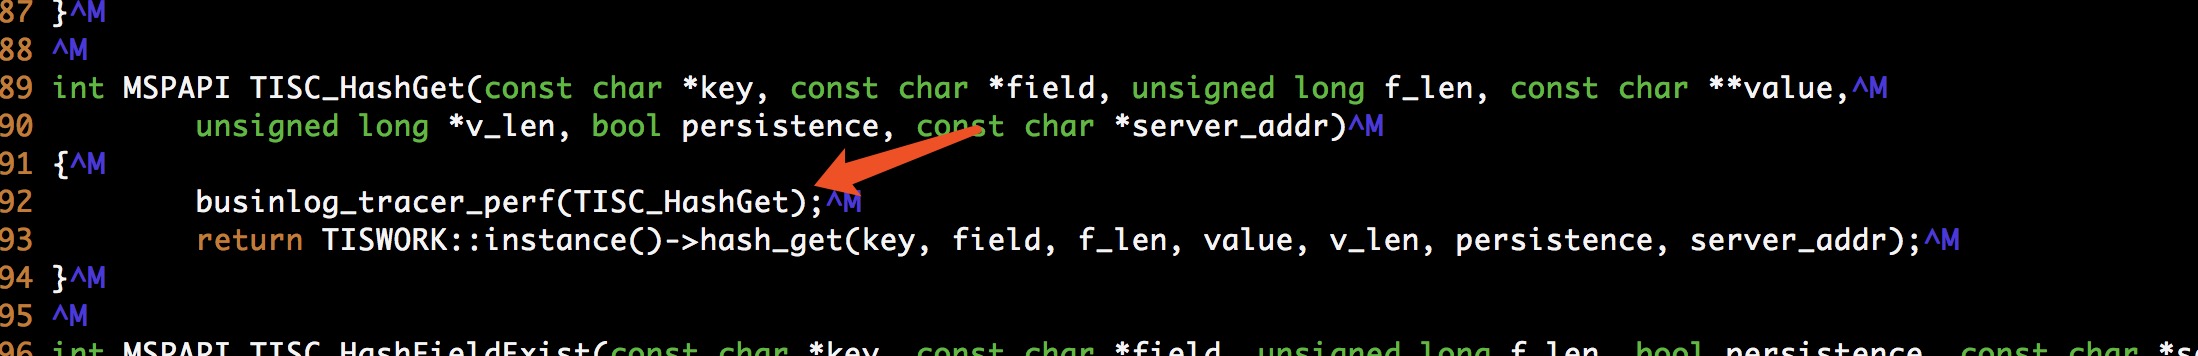 87 }^M
88 ^M
89 int MSPAPI TISC_HashGet(const char *key, const char *field, unsigned long f_len, const char **value,^M
90 unsigned long *v_len, bool persistence, const char *server_addr)^M
91 {^M
92 businlog_tracer_perf(TISC_HashGet);^M
93 return TISWORK::instance()->hash_get(key, field, f_len, value, v_len, persistence, server_addr);^M
94 }^M
95 ^M
96 int MSPAPI TISC_HashFieldExist(const char *key, const char *field, unsigned long f_len, bool persistence, const char *s